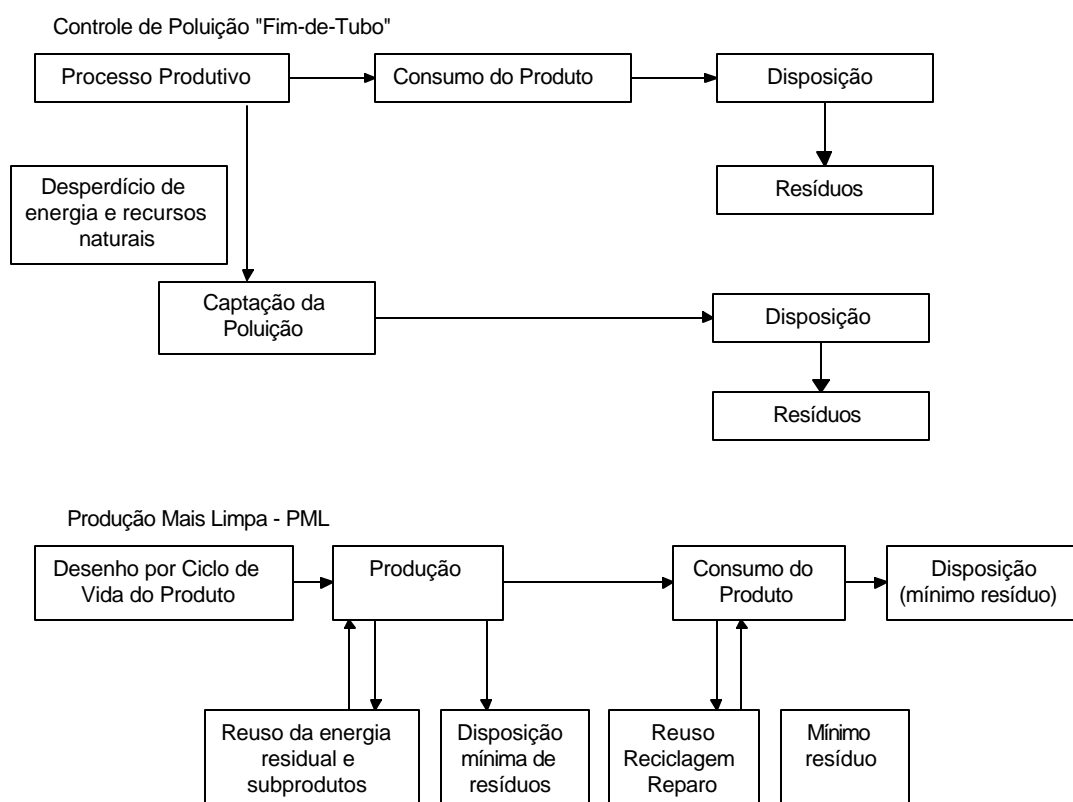 Controle de Poluição "Fim-de-Tubo"
Processo Produtivo
Consumo do Produto
Disposição
Desperdício de
energia e recursos
naturais
Resíduos
Captação da
Poluição
Disposição
Resíduos
Produção Mais Limpa - PML
Desenho por Ciclo de
Vida do Produto
Produção
Consumo do
Produto
Disposição
(mínimo resíduo)
Reuso da energia
residual e
subprodutos
Disposição
mínima de
resíduos
Reuso
Reciclagem
Reparo
Mínimo
resíduo